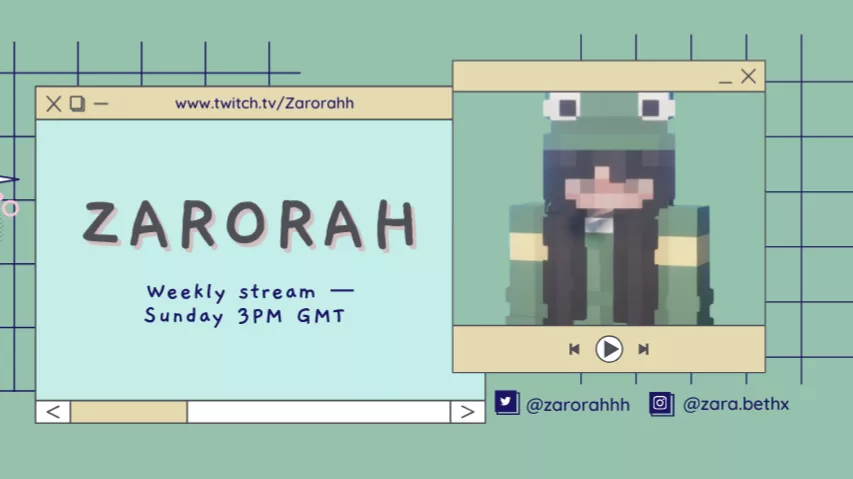 www.twitch.tv/Zarorahh
ZARORAH
Weekly stream —
Sunday 3PM GMT
@zarorahhh
@zara.bethx